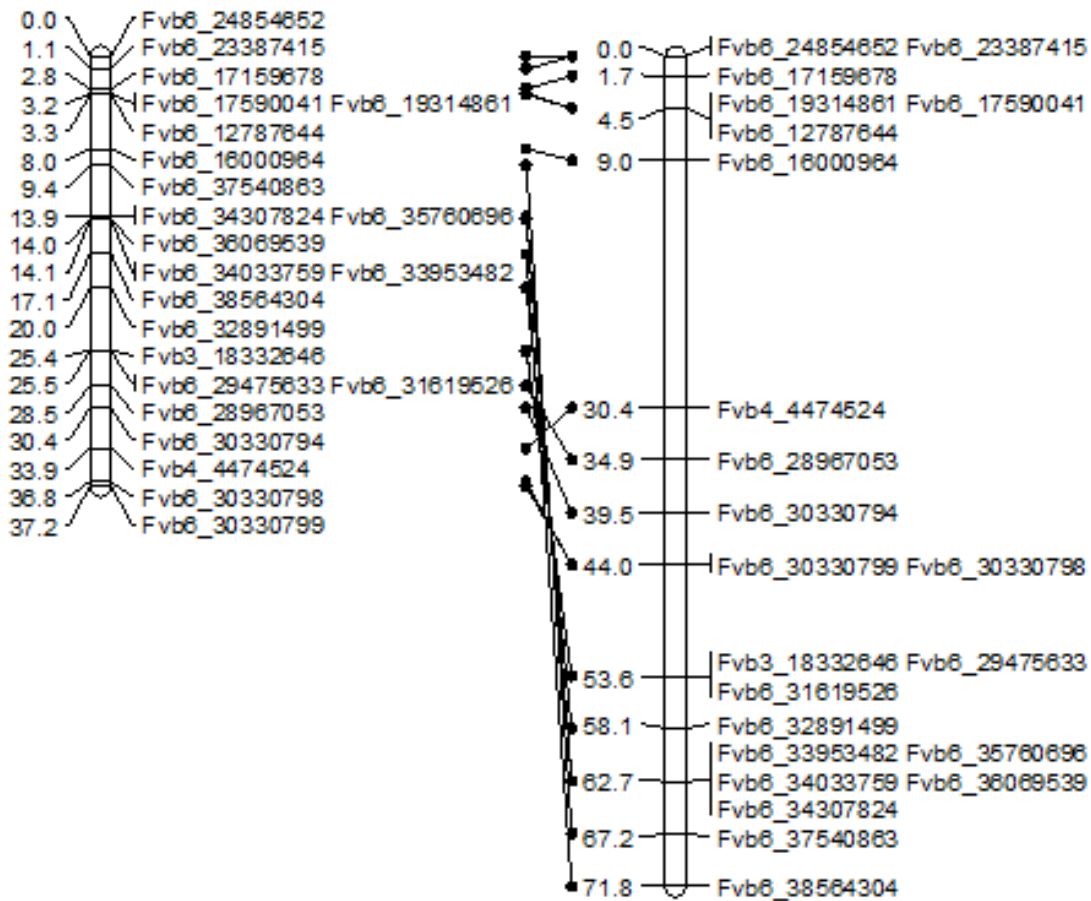 0.0 Fvb6_24854652
1.1 Fvb6_23387415
2.8 Fvb6_17159678
3.2 Fvb6_17590041 Fvb6_19314861
3.3 Fvb6_12787644
8.0 Fvb6_16000964
9.4 Fvb6_37540863
13.9 Fvb6_34307824 Fvb6_35760696
14.0 Fvb6_36069539
14.1 Fvb6_34033759 Fvb6_33953482
17.1 Fvb6_38564304
20.0 Fvb6_32891499
25.4 Fvb3_18332646
25.5 Fvb6_29475633 Fvb6_31619526
28.5 Fvb6_28967053
30.4 Fvb6_30330794
33.9 Fvb4_4474524
36.8 Fvb6_30330798
37.2 Fvb6_30330799
0.0 Fvb6_24854652 Fvb6_23387415
1.7 Fvb6_17159678
4.5 Fvb6_19314861 Fvb6_17590041
Fvb6_12787644
9.0 Fvb6_16000964
30.4 Fvb4_4474524
34.9 Fvb6_28967053
39.5 Fvb6_30330794
44.0 Fvb6_30330799 Fvb6_30330798
53.6 Fvb3_18332646 Fvb6_29475633
Fvb6_31619526
58.1 Fvb6_32891499
Fvb6_33953482 Fvb6_35760696
62.7 Fvb6_34033759 Fvb6_36069539
Fvb6_34307824
67.2 Fvb6_37540863
71.8 Fvb6_38564304